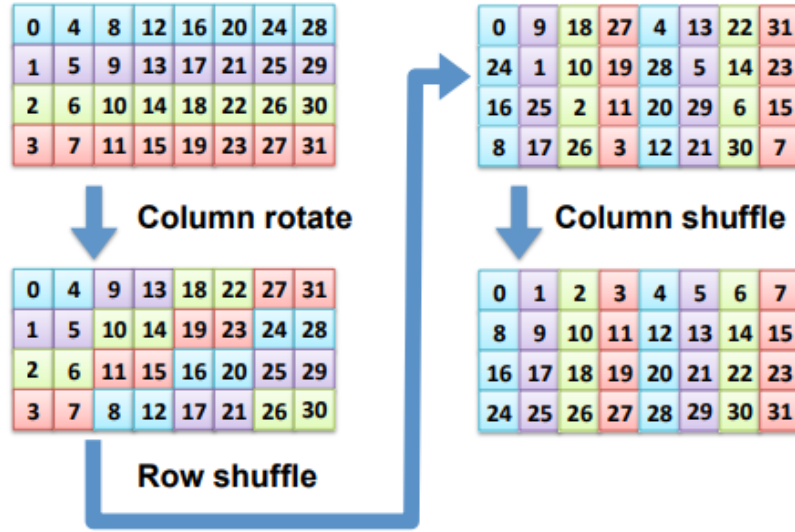 0 4 8 12 16 20 24 28
1 5 9 13 17 21 25 29
2 6 10 14 18 22 26 30
3 7 11 15 19 23 27 31
Column rotate
0 4 9 13 18 22 27 31
1 5 10 14 19 23 24 28
2 6 11 15 16 20 25 29
3 7 8 12 17 21 26 30
Row shuffle
0 9 18 27 4 13 22 31
24 1 10 19 28 5 14 23
16 25 2 11 20 29 6 15
8 17 26 3 12 21 30 7
Column shuffle
0 1 2 3 4 5 6 7
8 9 10 11 12 13 14 15
16 17 18 19 20 21 22 23
24 25 26 27 28 29 30 31